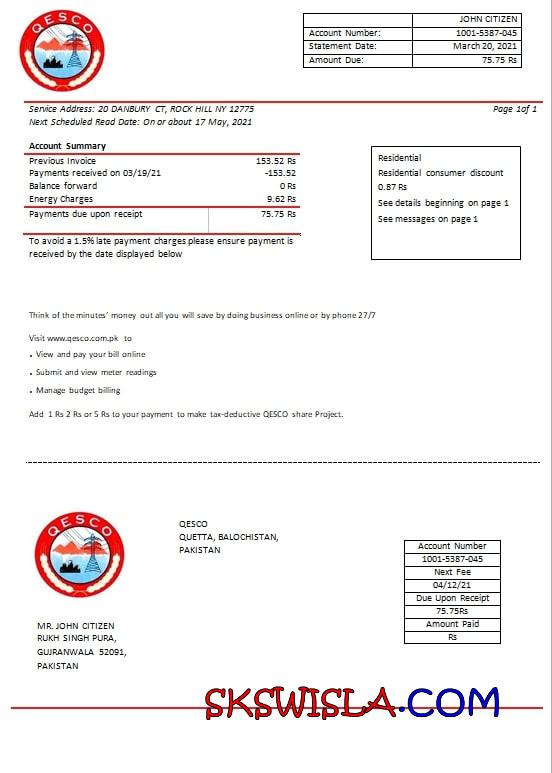 QESCO
JOHN CITIZEN
Account Number: 1001-5387-045
Statement Date: March 20, 2021
Amount Due: 75.75 Rs
Service Address: 20 DANBURY CT, ROCK HILL NY 12775 Page 1of 1
Next Scheduled Read Date: On or about 17 May, 2021
Account Summary
Previous Invoice 153.52 Rs
Payments received on 03/19/21 -153.52
Balance forward 0 Rs
Energy Charges 9.62 Rs
Payments due upon receipt 75.75 Rs
To avoid a 1.5% late payment charges please ensure payment is
received by the date displayed below
Residential
Residential consumer discount
0.87 Rs
See details beginning on page 1
See messages on page 1
Think of the minutes’ money out all you will save by doing business online or by phone 27/7
Visit www.qesco.com.pk to
• View and pay your bill online
• Submit and view meter readings
• Manage budget billing
Add 1 Rs 2 Rs or 5 Rs to your payment to make tax-deductive QESCO share Project.
QESCO
QESCO
QUETTA, BALOCHISTAN,
PAKISTAN
Account Number
1001-5387-045
Next Fee
04/12/21
Due Upon Receipt
75.75Rs
Amount Paid
Rs
MR. JOHN CITIZEN
RUKH SINGH PURA,
GUJRANWALA 52091,
PAKISTAN
SKSWISLA.COM